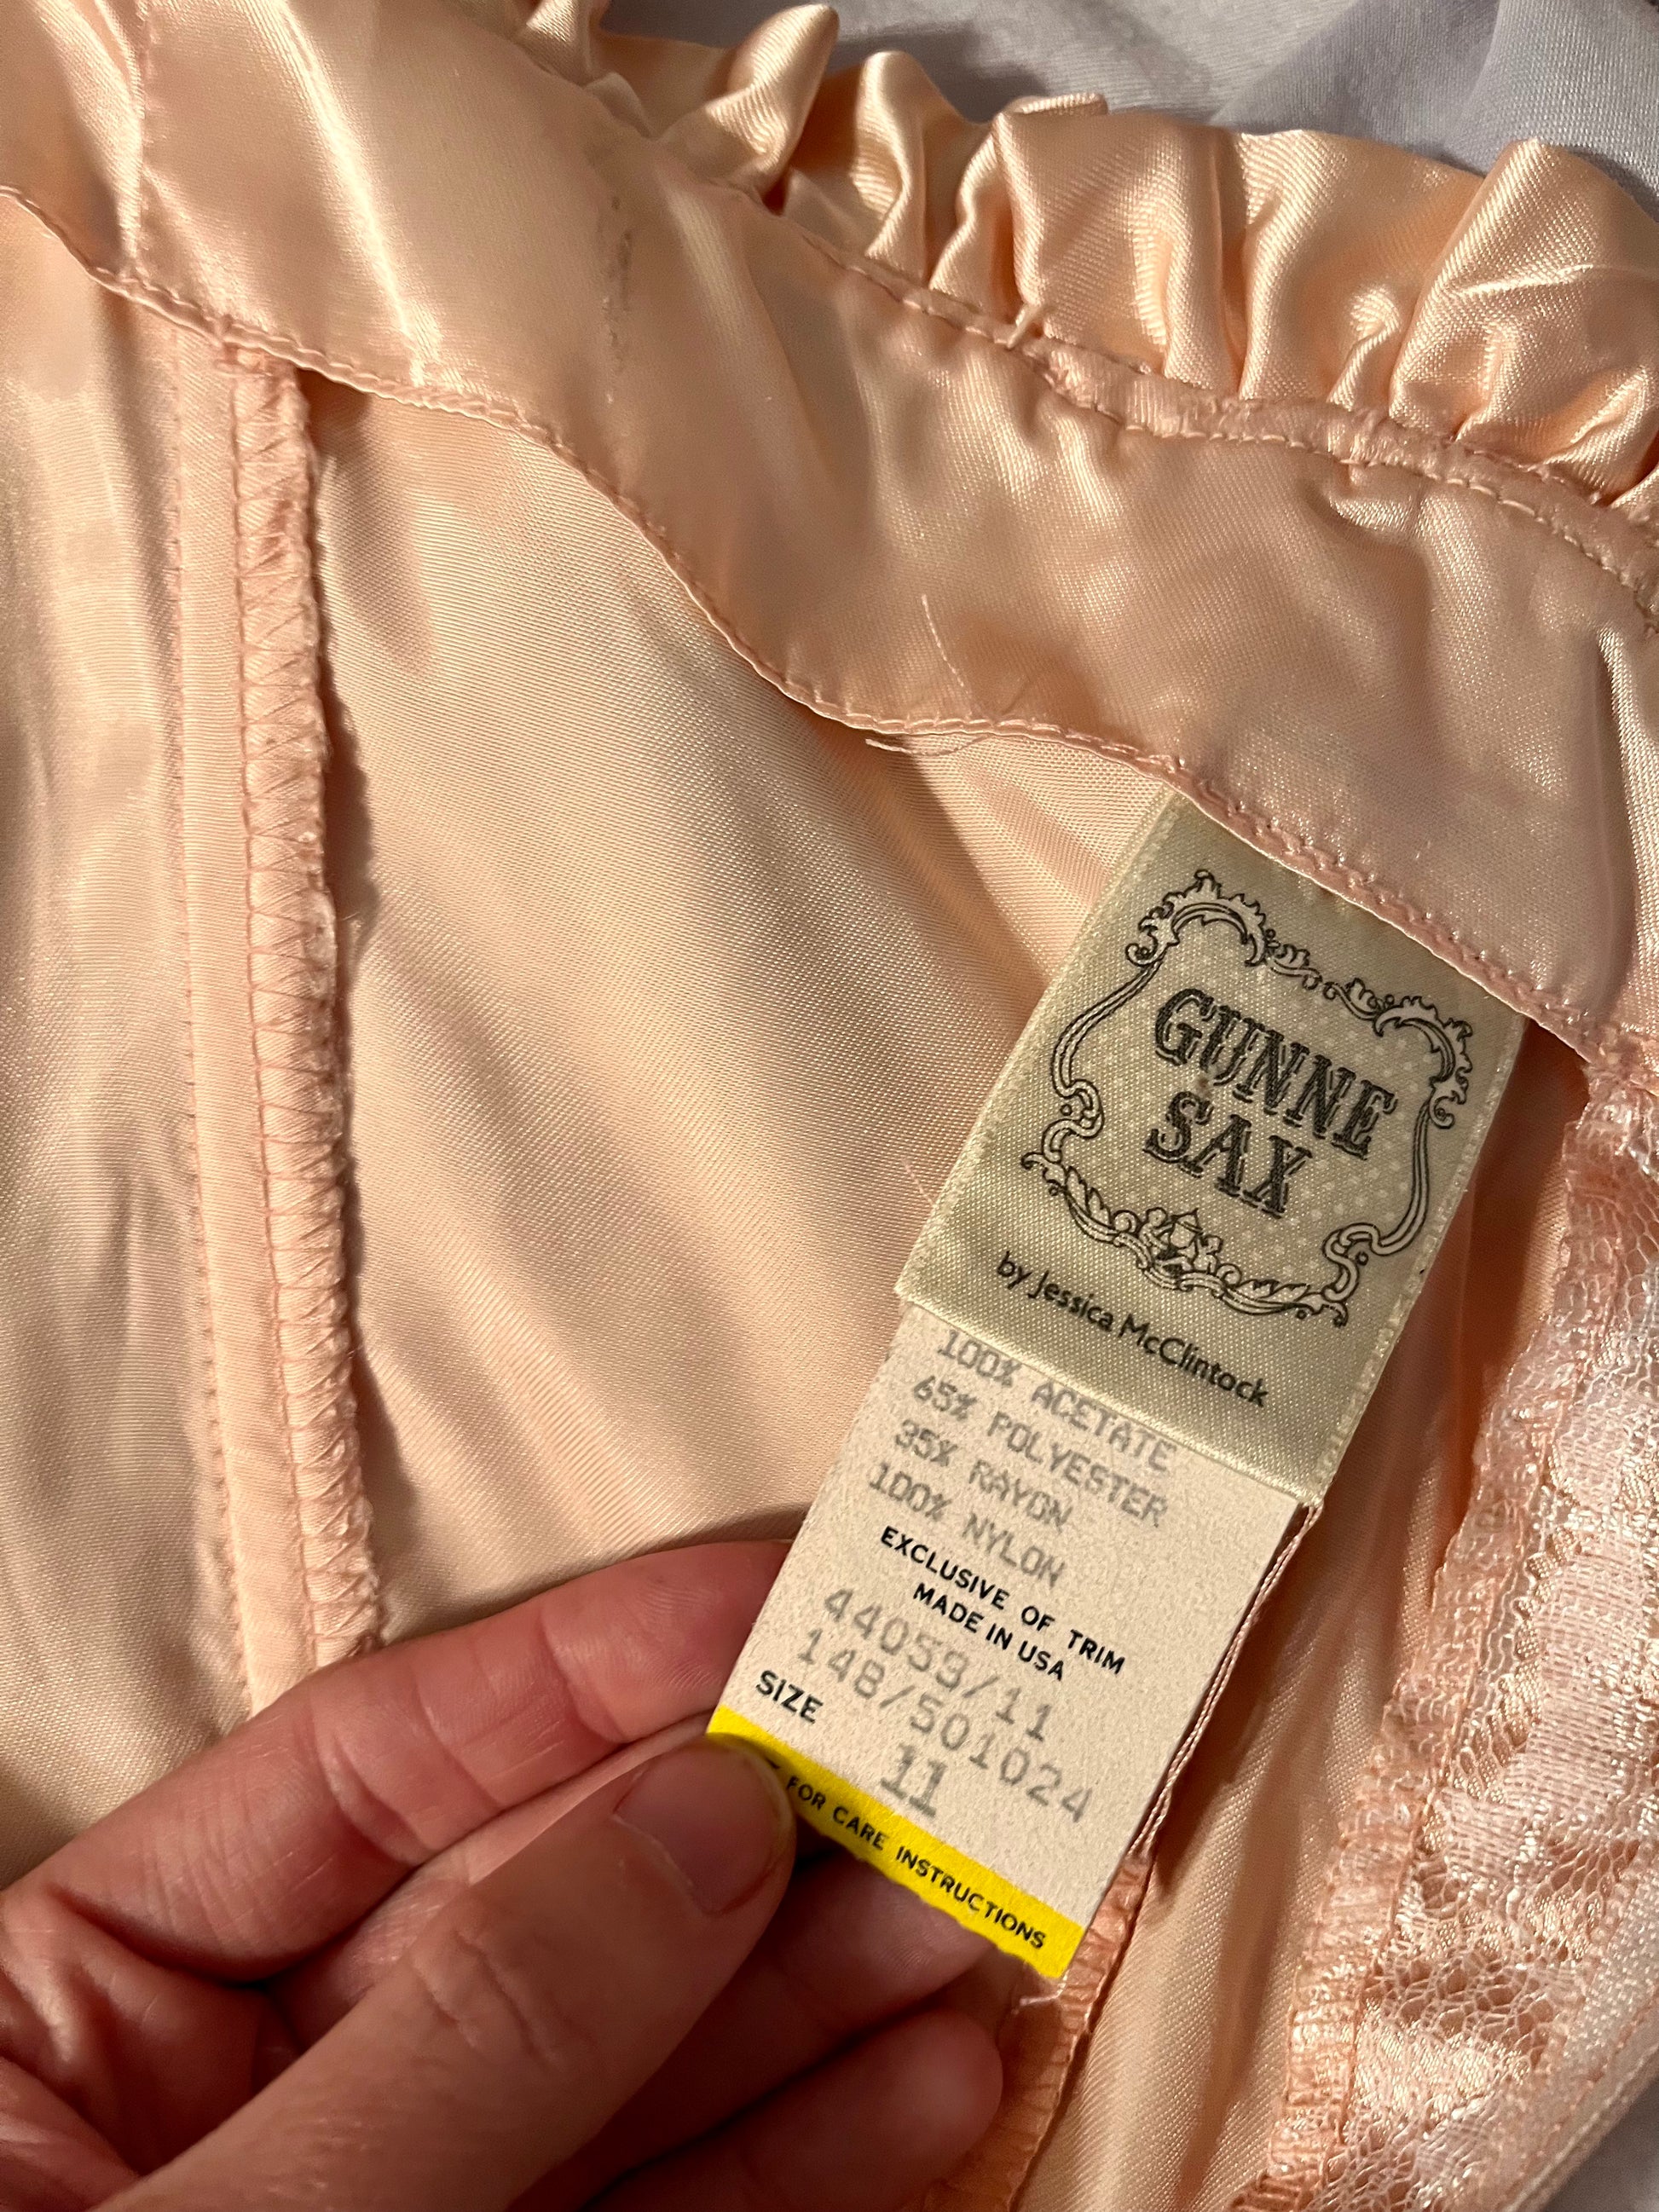 GUNNE
SAX
by Jessica McClintock
100% ACETATE
65% POLYESTER
35% RAYON
100% NYLON
EXCLUSIVE OF TRIM
MADE IN USA
44059/11
148/501024
SIZE
11
FOR CARE INSTRUCTIONS